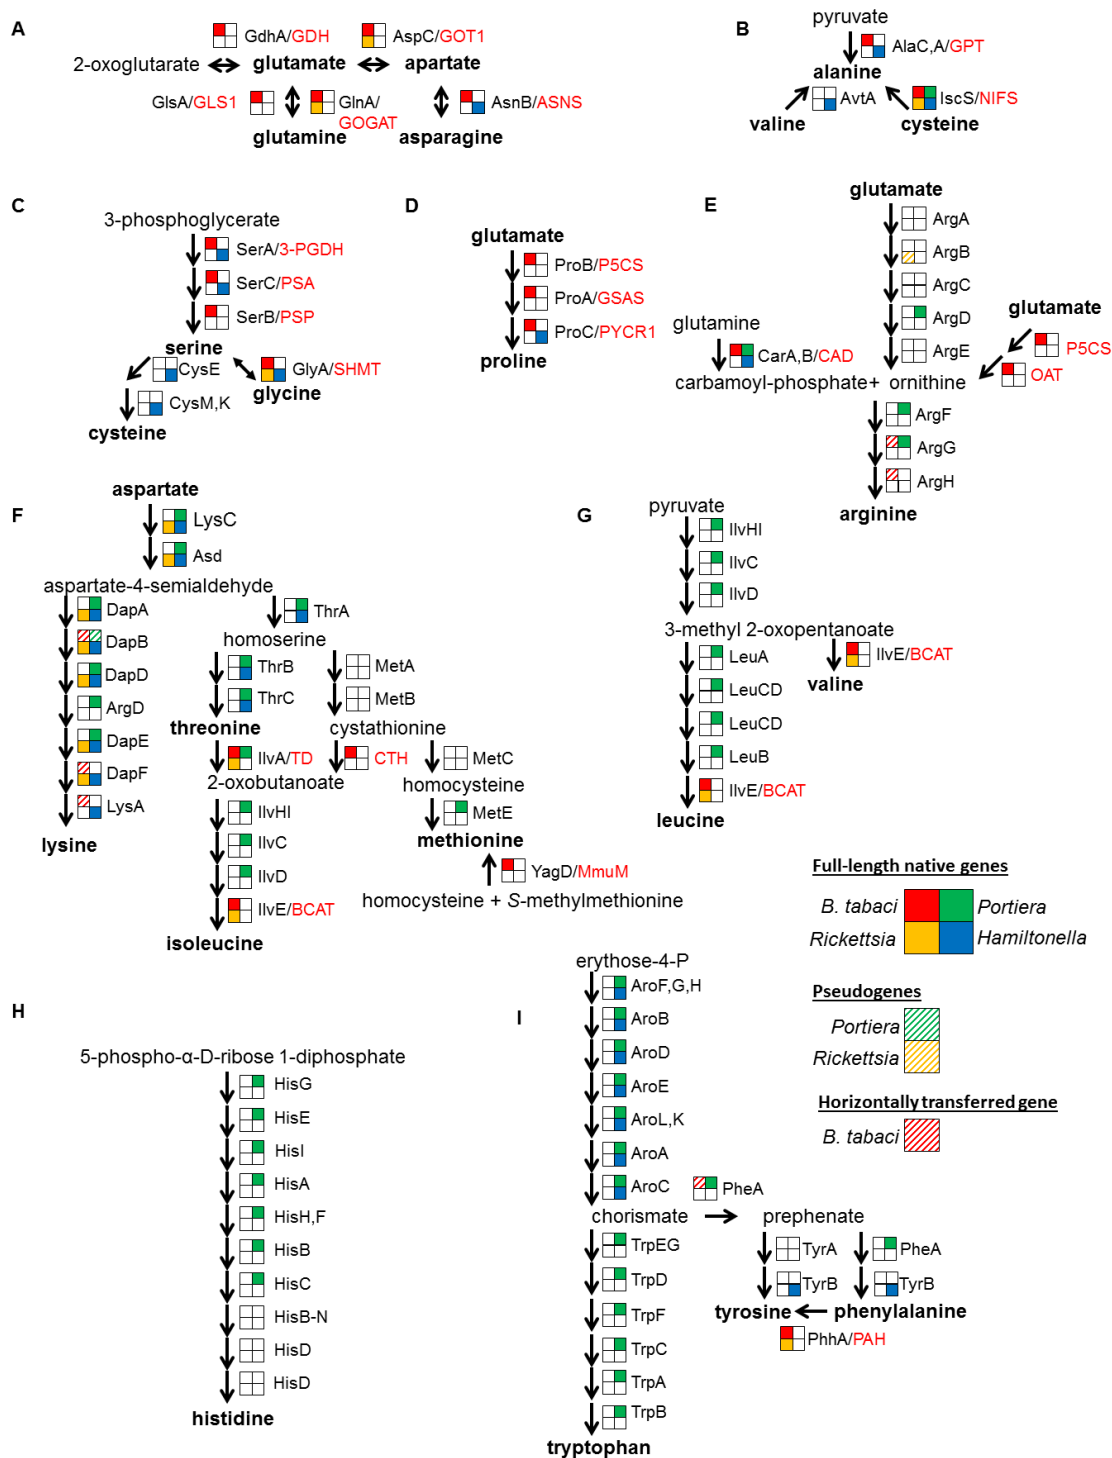 A
GdhA/GDH
AspC/GOT1
2-oxoglutarate
glutamate
apartate
GlsA/GLS1
GlnA/
GOGAT
AsnB/ASNS
glutamine
asparagine
B
pyruvate
AlaC,A/GPT
alanine
AvtA
IscS/NIFS
valine
cysteine
C
3-phosphoglycerate
SerA/3-PGDH
SerC/PSA
SerB/PSP
serine
CysE
GlyA/SHMT
glycine
CysM,K
cysteine
D
glutamate
ProB/P5CS
ProA/GSAS
ProC/PYCR1
proline
E
glutamate
ArgA
ArgB
ArgC
ArgD
ArgE
glutamate
P5CS
OAT
glutamine
CarA,B/CAD
carbamoyl-phosphate+ ornithine
ArgF
ArgG
ArgH
arginine
F
aspartate
LysC
Asd
aspartate-4-semialdehyde
DapA
DapB
DapD
ArgD
DapE
DapF
LysA
lysine
ThrA
homoserine
ThrB
ThrC
threonine
IlvA/TD
2-oxobutanoate
IlvHI
IlvC
IlvD
IlvE/BCAT
isoleucine
MetA
MetB
cystathionine
CTH
MetC
homocysteine
MetE
methionine
YagD/MmuM
homocysteine + S-methylmethionine
G
pyruvate
IlvHI
IlvC
IlvD
3-methyl 2-oxopentanoate
LeuA
LeuCD
LeuCD
LeuB
IlvE/BCAT
leucine
IlvE/BCAT
valine
Full-length native genes
B. tabaci
Portiera
Rickettsia
Hamiltonella
Pseudogenes
Portiera
Rickettsia
Horizontally transferred gene
B. tabaci
H
5-phospho-α-D-ribose 1-diphosphate
HisG
HisE
HisI
HisA
HisH,F
HisB
HisC
HisB-N
HisD
HisD
histidine
I
erythose-4-P
AroF,G,H
AroB
AroD
AroE
AroL,K
AroA
AroC
chorismate
PheA
prephenate
TrpEG
TrpD
TrpF
TrpC
TrpA
TrpB
tryptophan
TyrA
TyrB
tyrosine
PheA
TyrB
phenylalanine
PhhA/PAH